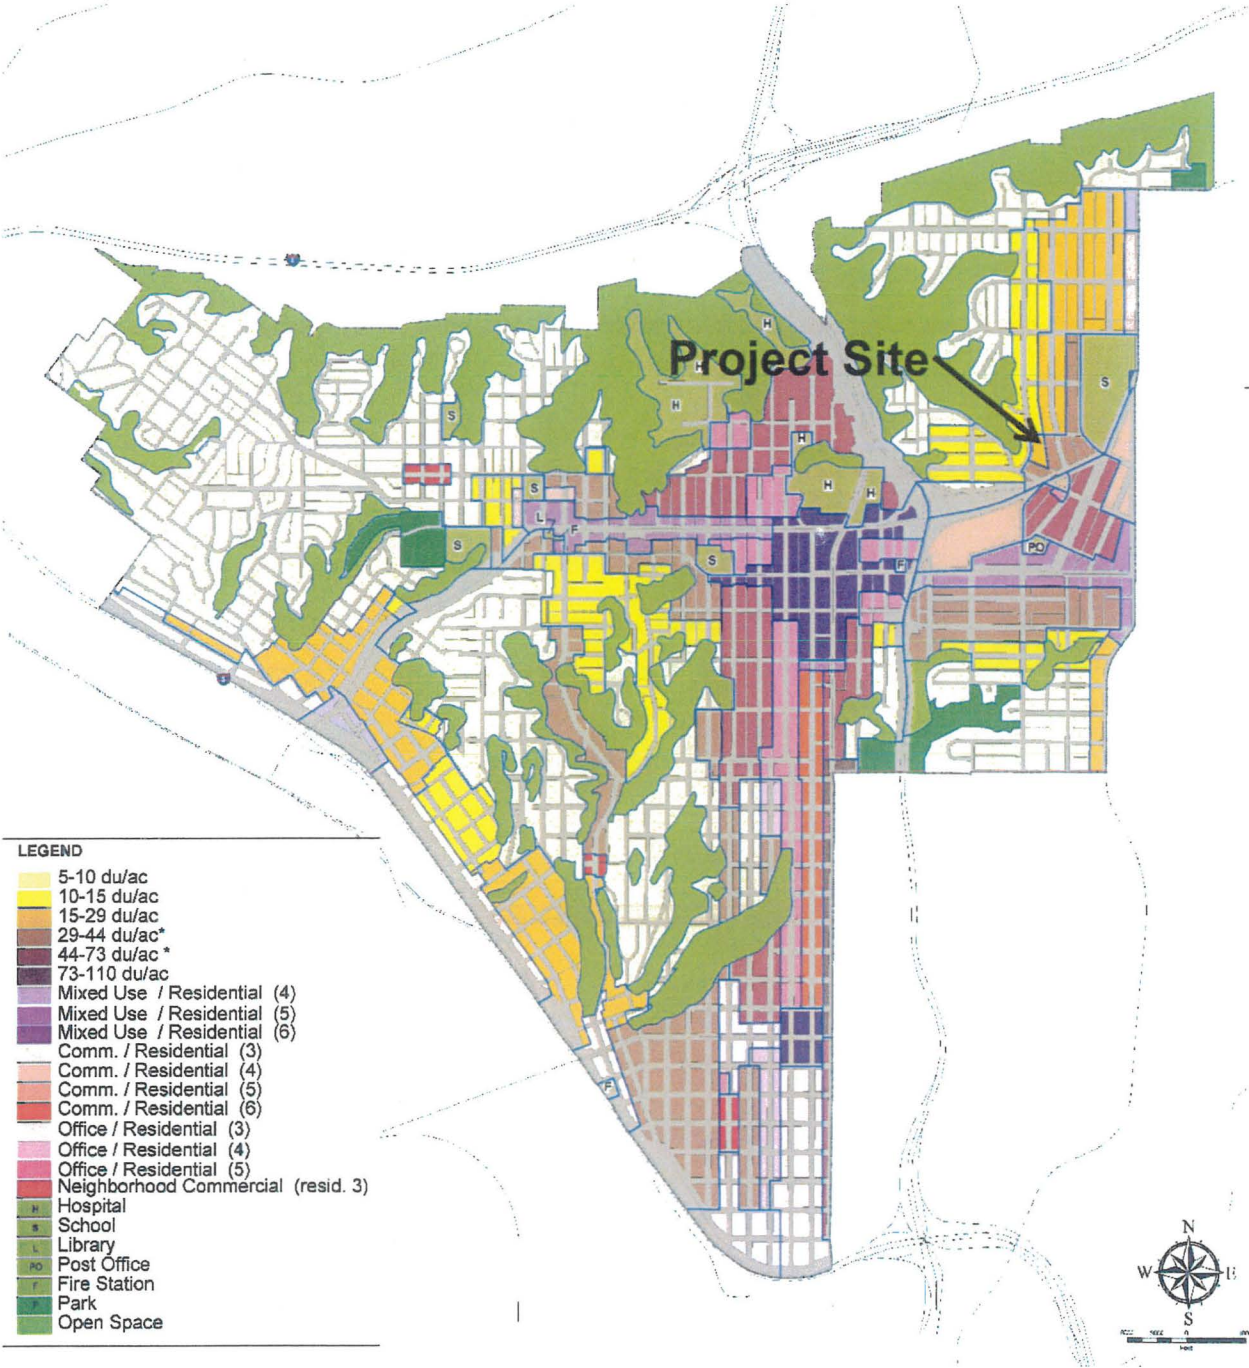 H
Project Site
H
S
H
S
H
S
H
H
L
F
S
S
PO
F
F
LEGEND
5-10 du/ac
10-15 du/ac
15-29 du/ac
29-44 du/ac*
44-73 du/ac *
73-110 du/ac
Mixed Use / Residential (4)
Mixed Use / Residential (5)
Mixed Use / Residential (6)
Comm. / Residential (3)
Comm. / Residential (4)
Comm. / Residential (5)
Comm. / Residential (6)
Office / Residential (3)
Office / Residential (4)
Office / Residential (5)
Neighborhood Commercial (resid. 3)
H Hospital
S School
L Library
PO Post Office
F Fire Station
P Park
Open Space
N
W E
S
Feet